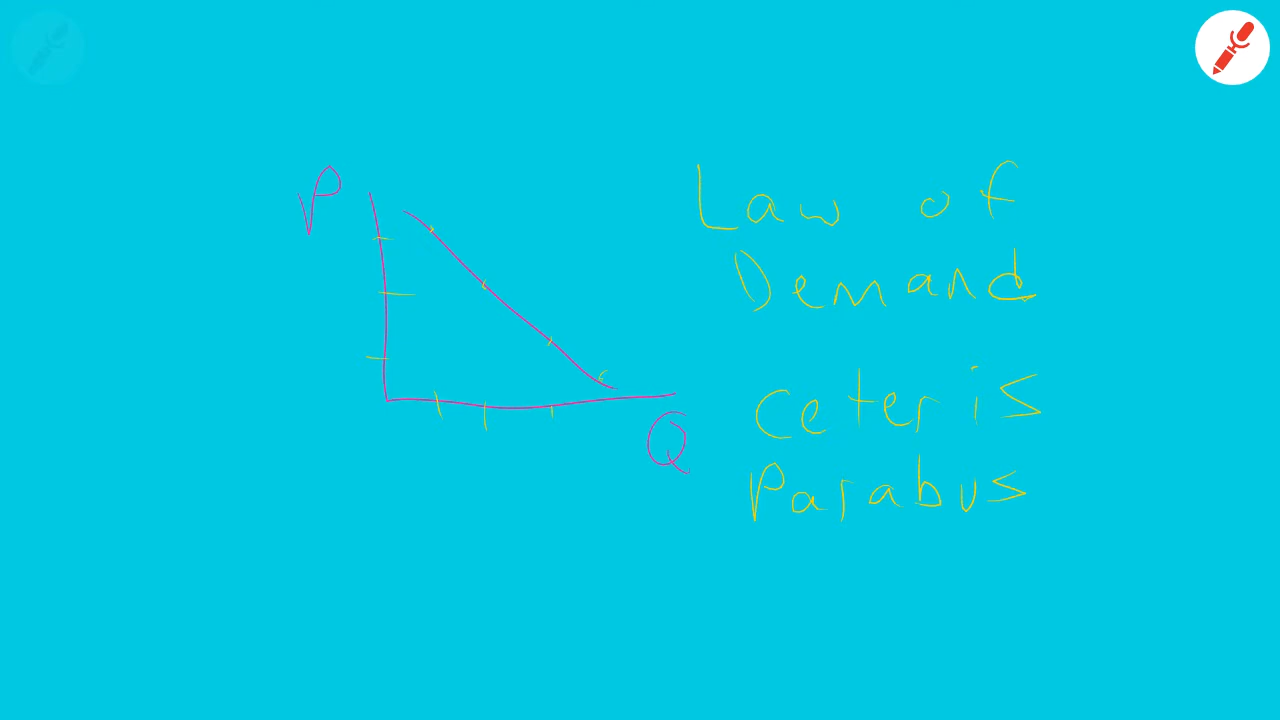 P
Law of
Demand
Ceteris
Parabus
Q